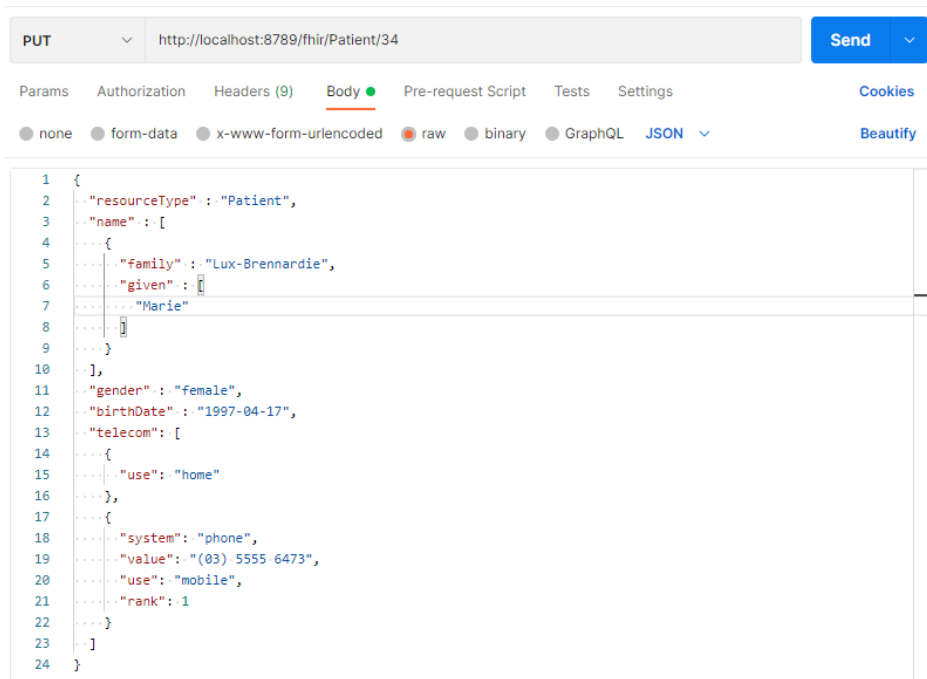 PUT http://localhost:8789/fhir/Patient/34 Send
Params Authorization Headers (9) Body Pre-request Script Tests Settings Cookies
none form-data x-www-form-urlencoded raw binary GraphQL JSON Beautify
1 {
2 "resourceType" : "Patient",
3 "name" : [
4 {
5 "family" : "Lux-Brennardie",
6 "given" : [
7 "Marie"
8 ]
9 }
10 ],
11 "gender" : "female",
12 "birthDate" : "1997-04-17",
13 "telecom": [
14 {
15 "use": "home"
16 },
17 {
18 "system": "phone",
19 "value": "(03) 5555 6473",
20 "use": "mobile",
21 "rank": 1
22 }
23 ]
24 }